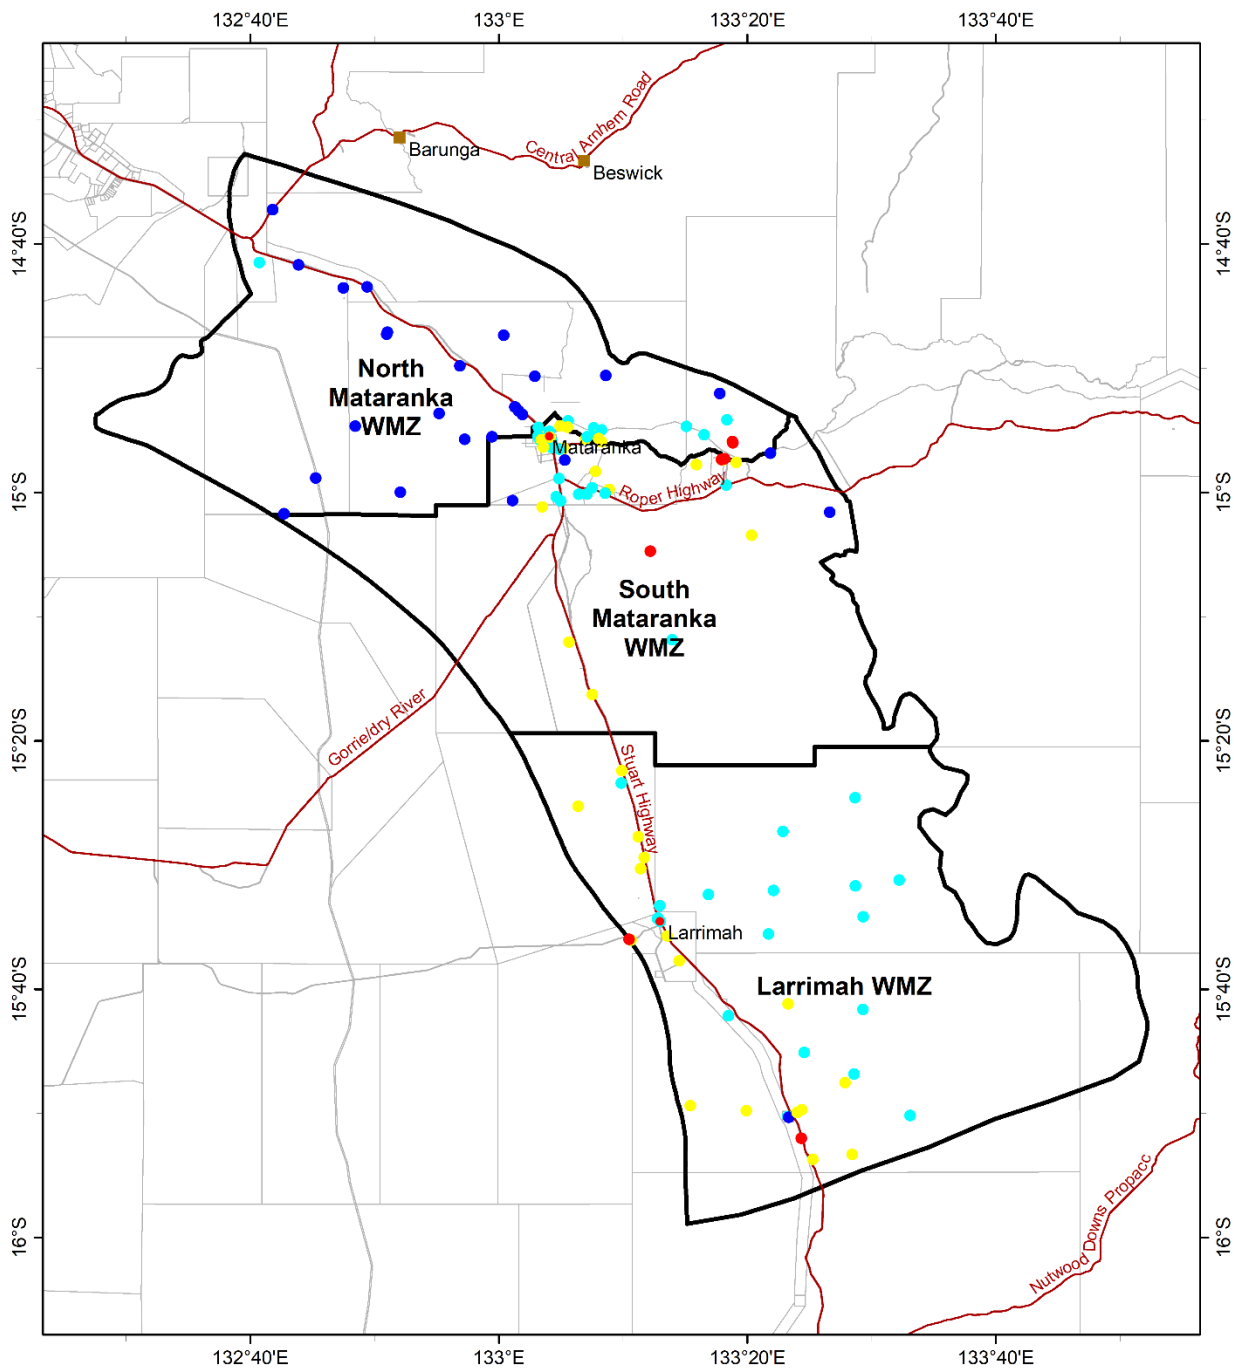 132°40'E
133°E
133°20'E
133°40'E
Central Arnhem Road
Barunga
Beswick
14°40'S
14°40'S
North
Mataranka
WMZ
Mataranka
Roper Highway
15°S
15°S
South
Mataranka
WMZ
Gorrie/dry River
15°20'S
15°20'S
Stuart Highway
Larrimah
Larrimah WMZ
15°40'S
15°40'S
Nutwood Downs Propacc
16°S
16°S
132°40'E
133°E
133°20'E
133°40'E